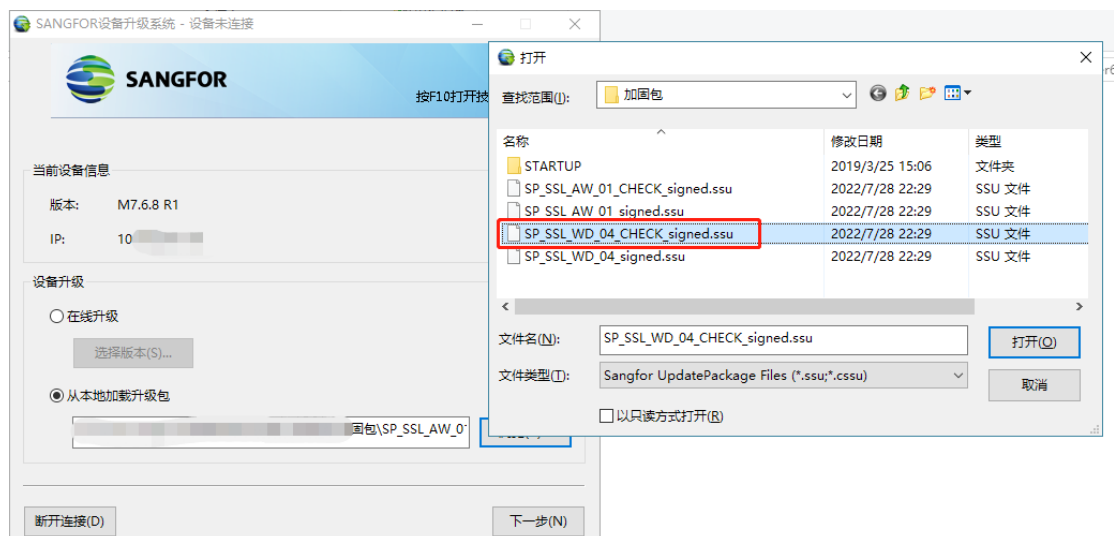 SANGFOR设备升级系统 - 设备未连接
SANGFOR
按F10打开技
当前设备信息
版本: M7.6.8 R1
IP: 10
设备升级
在线升级
选择版本(S)...
从本地加载升级包
固包\SP_SSL_AW_0
断开连接(D)
下一步(N)
打开
查找范围(I): 加固包
名称 修改日期 类型
STARTUP 2019/3/25 15:06 文件夹
SP_SSL_AW_01_CHECK_signed.ssu 2022/7/28 22:29 SSU 文件
SP_SSL_AW_01_signed.ssu 2022/7/28 22:29 SSU 文件
SP_SSL_WD_04_CHECK_signed.ssu 2022/7/28 22:29 SSU 文件
SP_SSL_WD_04_signed.ssu 2022/7/28 22:29 SSU 文件
文件名(N): SP_SSL_WD_04_CHECK_signed.ssu
打开(O)
文件类型(T): Sangfor UpdatePackage Files (*.ssu;*.cssu)
取消
以只读方式打开(R)